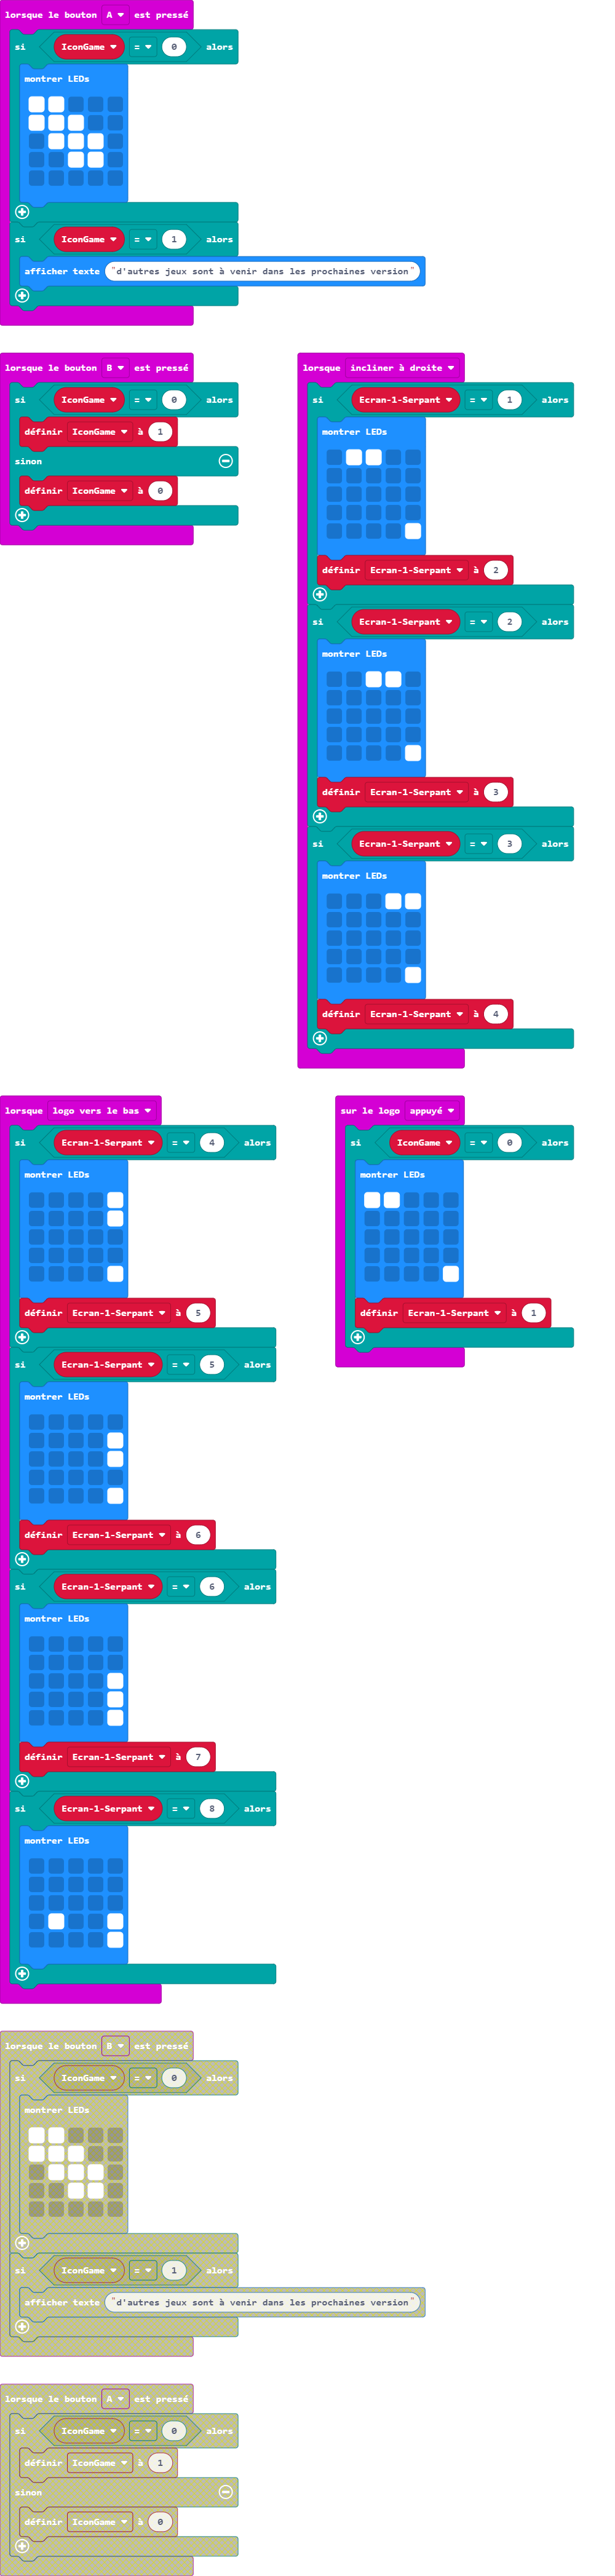 lorsque le bouton A est pressé
si IconGame = 0 alors
montrer LEDs
si IconGame = 1 alors
afficher texte "d'autres jeux sont à venir dans les prochaines version"
lorsque le bouton B est pressé
si IconGame = 0 alors
définir IconGame à 1
sinon
définir IconGame à 0
lorsque incliner à droite
si Ecran-1-Serpant = 1 alors
montrer LEDs
définir Ecran-1-Serpant à 2
si Ecran-1-Serpant = 2 alors
montrer LEDs
définir Ecran-1-Serpant à 3
si Ecran-1-Serpant = 3 alors
montrer LEDs
définir Ecran-1-Serpant à 4
lorsque logo vers le bas
si Ecran-1-Serpant = 4 alors
montrer LEDs
définir Ecran-1-Serpant à 5
si Ecran-1-Serpant = 5 alors
montrer LEDs
définir Ecran-1-Serpant à 6
si Ecran-1-Serpant = 6 alors
montrer LEDs
définir Ecran-1-Serpant à 7
si Ecran-1-Serpant = 8 alors
montrer LEDs
sur le logo appuyé
si IconGame = 0 alors
montrer LEDs
définir Ecran-1-Serpant à 1
lorsque le bouton B est pressé
si IconGame = 0 alors
montrer LEDs
si IconGame = 1 alors
afficher texte "d'autres jeux sont à venir dans les prochaines version"
lorsque le bouton A est pressé
si IconGame = 0 alors
définir IconGame à 1
sinon
définir IconGame à 0